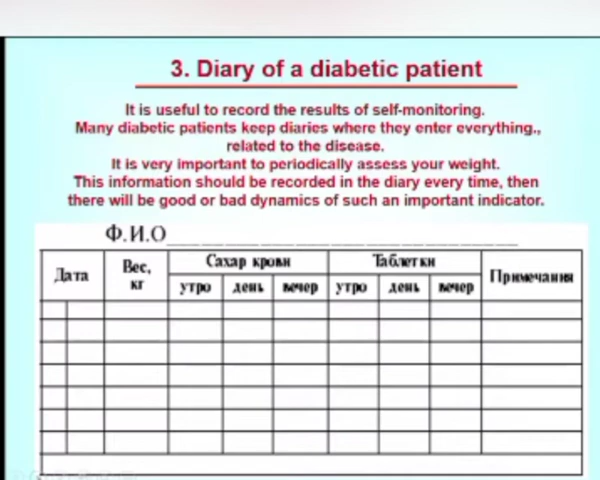 3. Diary of a diabetic patient
It is useful to record the results of self-monitoring.
Many diabetic patients keep diaries where they enter everything.,
related to the disease.
It is very important to periodically assess your weight.
This information should be recorded in the diary every time, then
there will be good or bad dynamics of such an important indicator.
Ф.И.О
Дата Вес, кг Сахар крови Таблетки Примечания
утро день вечер утро день вечер